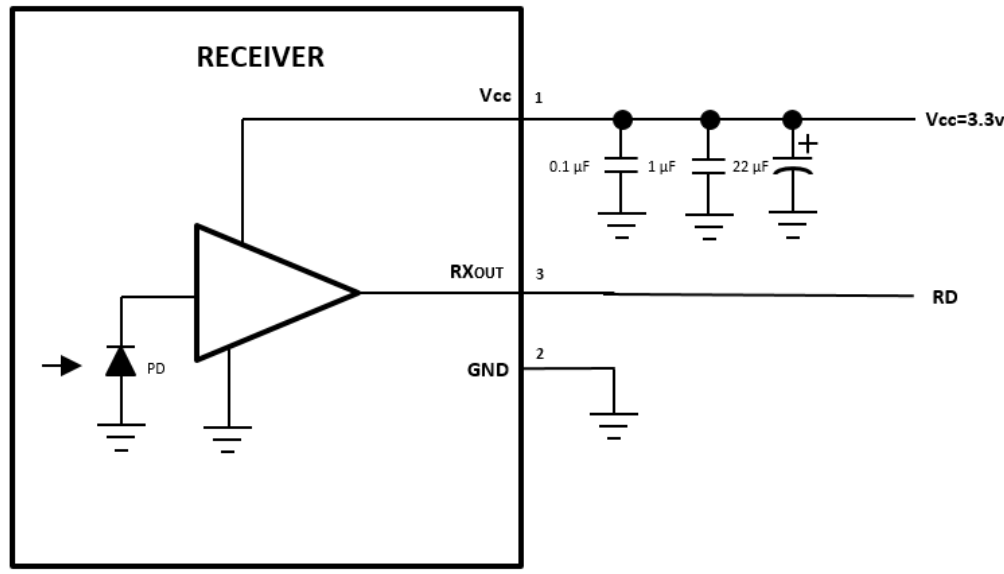 RECEIVER
Vcc
1
Vcc=3.3v
0.1 µF
1 µF
22 µF
+
RXOUT
3
RD
PD
GND
2